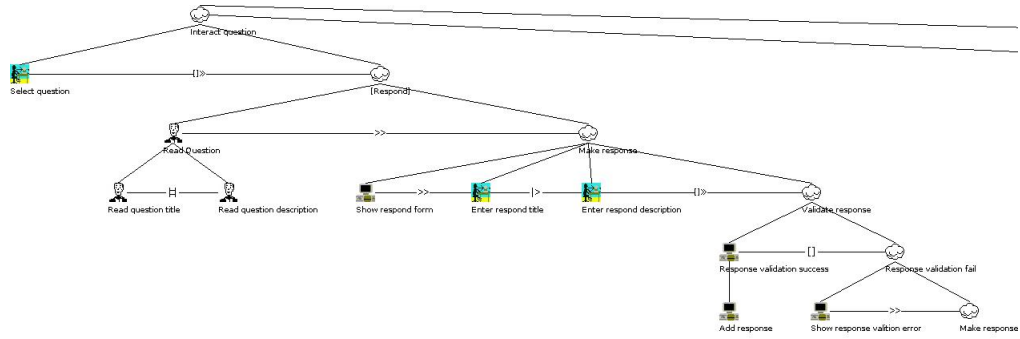 Interact question
Select question
[]>>
[Respond]
Read Question
>>
Make response
Read question title
|=|
Read question description
Show respond form
>>
Enter respond title
|>
Enter respond description
[]>>
Validate response
Response validation success
[]
Response validation fail
Add response
Show response valition error
>>
Make response